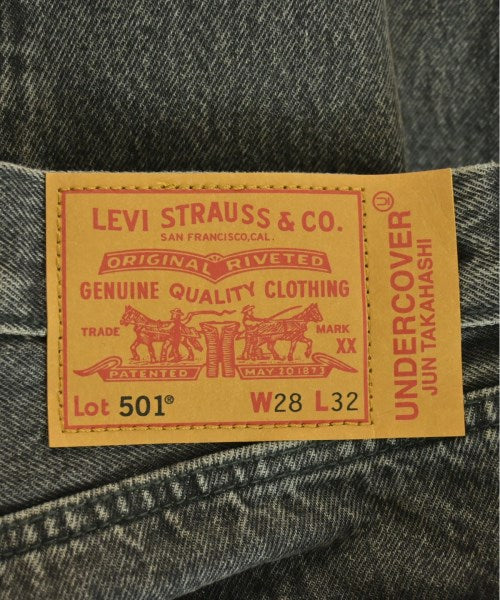 LEVI STRAUSS & CO.
SAN FRANCISCO, CAL.
ORIGINAL RIVETED
GENUINE QUALITY CLOTHING
TRADE MARK
XX
PATENTED MAY 20 1873
Lot 501® W28 L32
UNDERCOVER
JUN TAKAHASHI